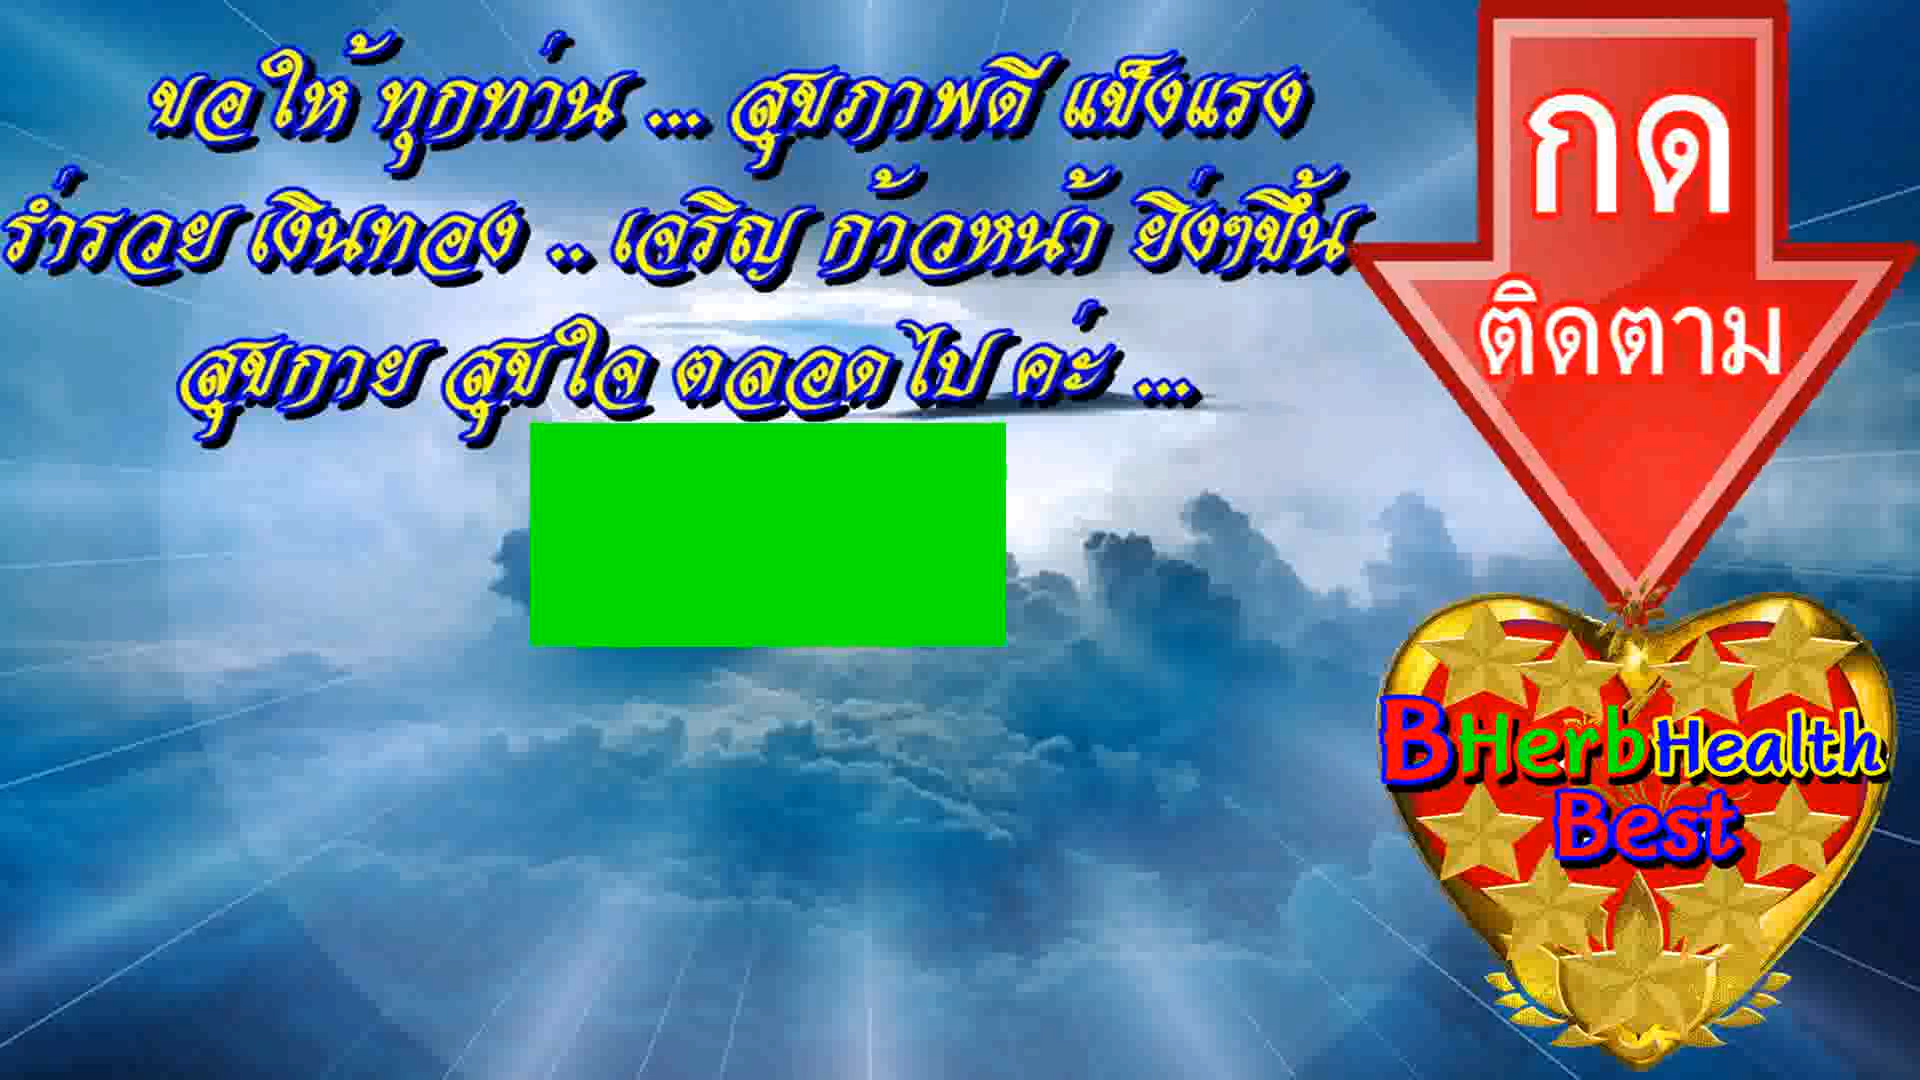 ขอให้ ทุกท่าน ... สุขภาพดี แข็งแรง
ร่ำรวย เงินทอง .. เจริญ ก้าวหน้า ยิ่งๆขึ้น
สุขกาย สุขใจ ตลอดไป ค่ะ ...
กด
ติดตาม
BHerbHealth
Best